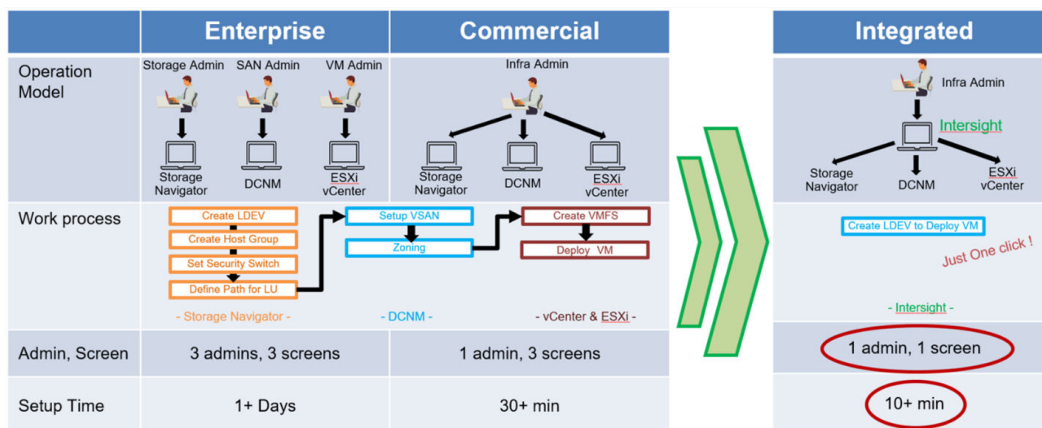 Enterprise
Commercial
Integrated
Operation
Model
Storage Admin
SAN Admin
VM Admin
Infra Admin
Infra Admin
Intersight
Storage
Navigator
DCNM
ESXi
vCenter
Storage
Navigator
DCNM
ESXi
vCenter
Storage
Navigator
DCNM
ESXi
vCenter
Work process
Create LDEV
Create Host Group
Set Security Switch
Define Path for LU
Setup VSAN
Zoning
Create VMFS
Deploy VM
Create LDEV to Deploy VM
Just One click !
- Storage Navigator -
- DCNM -
- vCenter & ESXi -
- Intersight -
Admin, Screen
3 admins, 3 screens
1 admin, 3 screens
1 admin, 1 screen
Setup Time
1+ Days
30+ min
10+ min